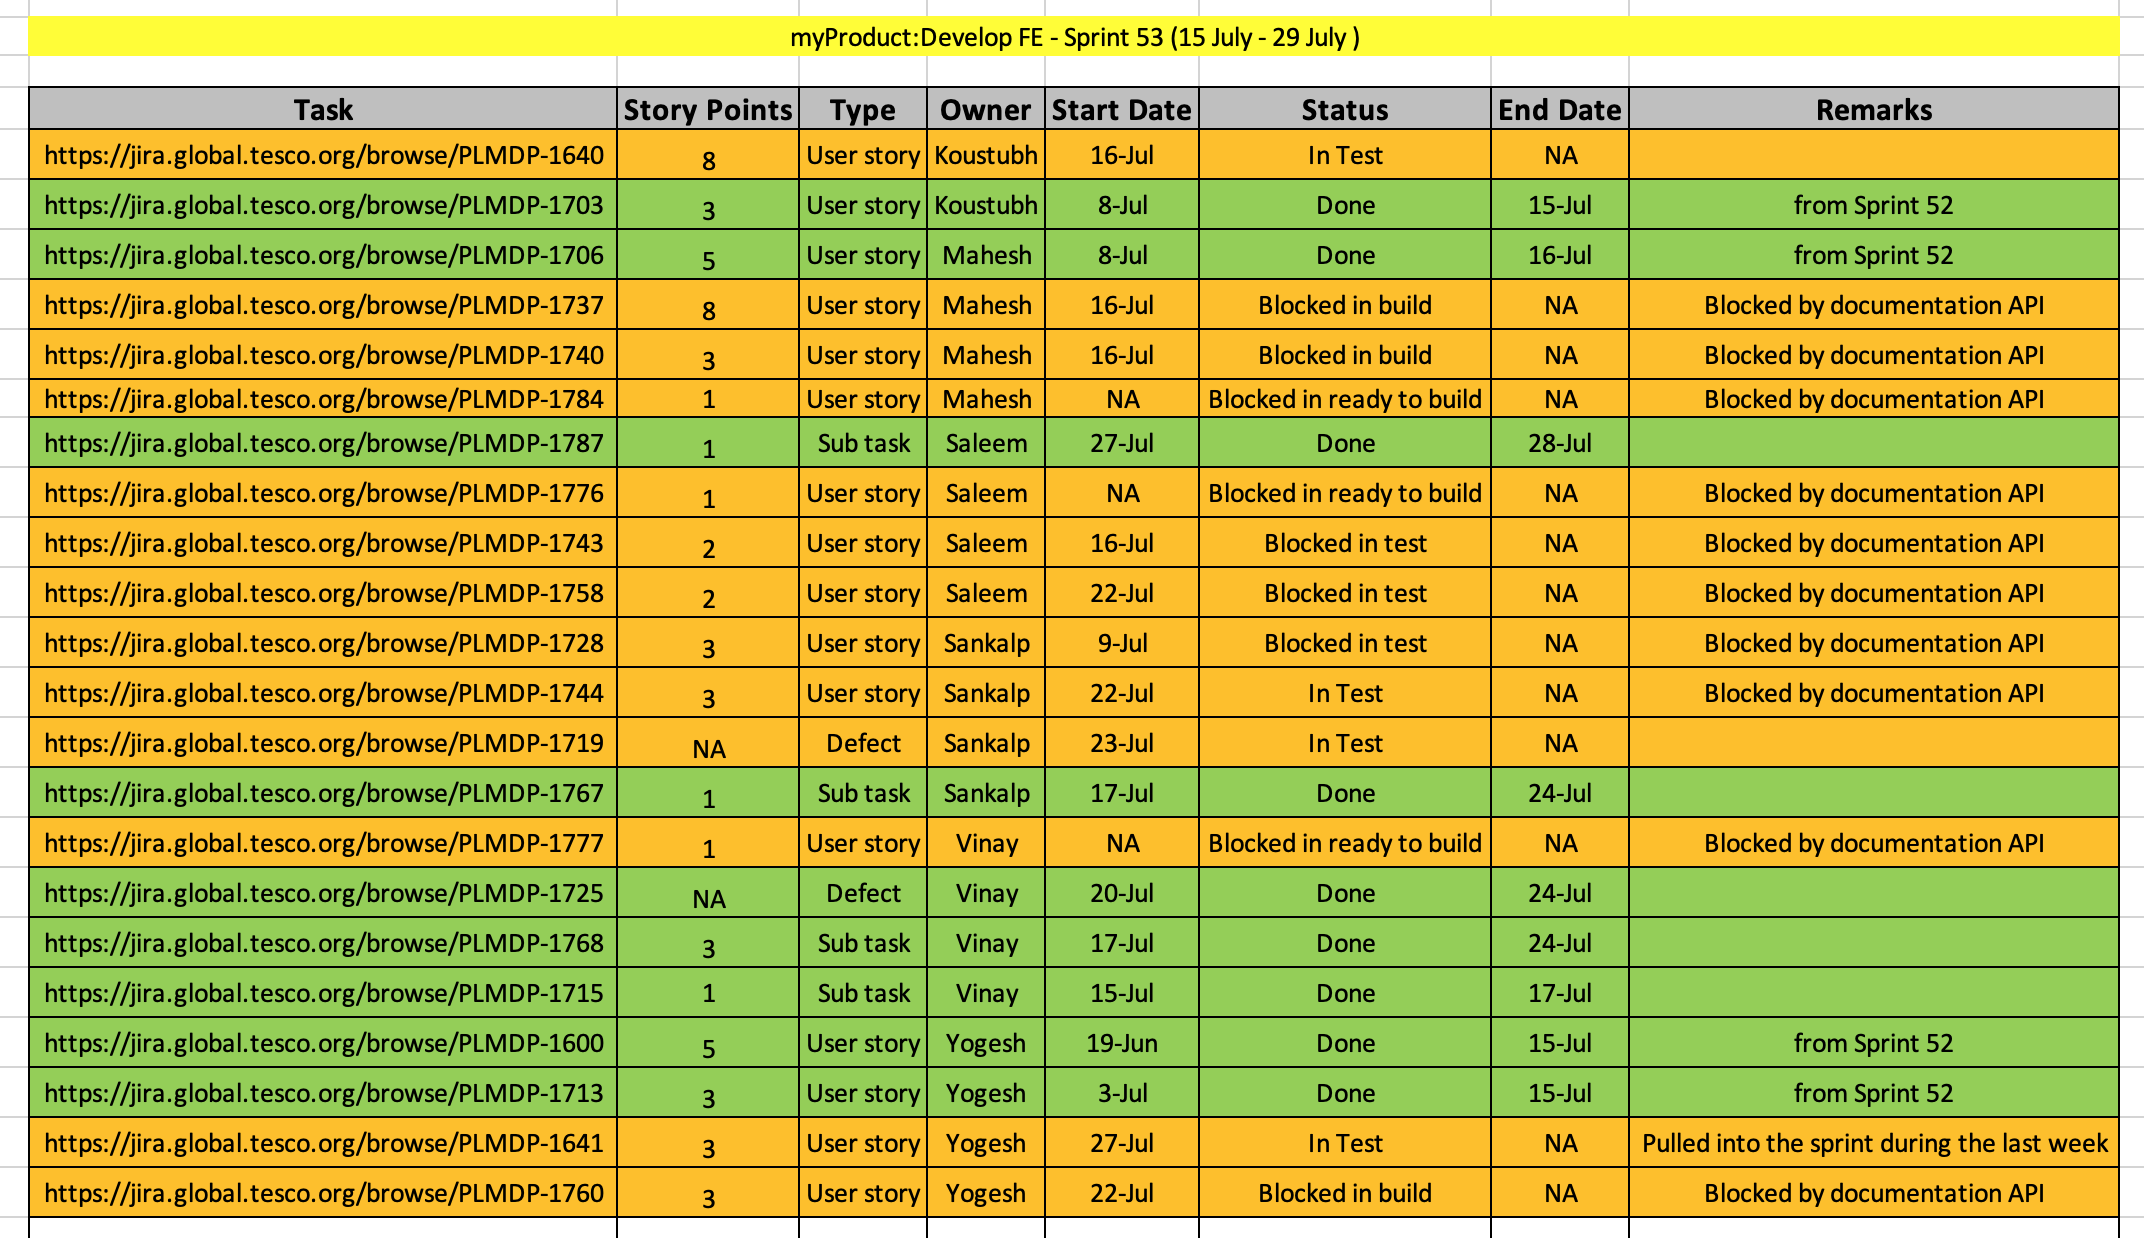 myProduct:Develop FE - Sprint 53 (15 July - 29 July )
Task Story Points Type Owner Start Date Status End Date Remarks
https://jira.global.tesco.org/browse/PLMDP-1640 8 User story Koustubh 16-Jul In Test NA
https://jira.global.tesco.org/browse/PLMDP-1703 3 User story Koustubh 8-Jul Done 15-Jul from Sprint 52
https://jira.global.tesco.org/browse/PLMDP-1706 5 User story Mahesh 8-Jul Done 16-Jul from Sprint 52
https://jira.global.tesco.org/browse/PLMDP-1737 8 User story Mahesh 16-Jul Blocked in build NA Blocked by documentation API
https://jira.global.tesco.org/browse/PLMDP-1740 3 User story Mahesh 16-Jul Blocked in build NA Blocked by documentation API
https://jira.global.tesco.org/browse/PLMDP-1784 1 User story Mahesh NA Blocked in ready to build NA Blocked by documentation API
https://jira.global.tesco.org/browse/PLMDP-1787 1 Sub task Saleem 27-Jul Done 28-Jul
https://jira.global.tesco.org/browse/PLMDP-1776 1 User story Saleem NA Blocked in ready to build NA Blocked by documentation API
https://jira.global.tesco.org/browse/PLMDP-1743 2 User story Saleem 16-Jul Blocked in test NA Blocked by documentation API
https://jira.global.tesco.org/browse/PLMDP-1758 2 User story Saleem 22-Jul Blocked in test NA Blocked by documentation API
https://jira.global.tesco.org/browse/PLMDP-1728 3 User story Sankalp 9-Jul Blocked in test NA Blocked by documentation API
https://jira.global.tesco.org/browse/PLMDP-1744 3 User story Sankalp 22-Jul In Test NA Blocked by documentation API
https://jira.global.tesco.org/browse/PLMDP-1719 NA Defect Sankalp 23-Jul In Test NA
https://jira.global.tesco.org/browse/PLMDP-1767 1 Sub task Sankalp 17-Jul Done 24-Jul
https://jira.global.tesco.org/browse/PLMDP-1777 1 User story Vinay NA Blocked in ready to build NA Blocked by documentation API
https://jira.global.tesco.org/browse/PLMDP-1725 NA Defect Vinay 20-Jul Done 24-Jul
https://jira.global.tesco.org/browse/PLMDP-1768 3 Sub task Vinay 17-Jul Done 24-Jul
https://jira.global.tesco.org/browse/PLMDP-1715 1 Sub task Vinay 15-Jul Done 17-Jul
https://jira.global.tesco.org/browse/PLMDP-1600 5 User story Yogesh 19-Jun Done 15-Jul from Sprint 52
https://jira.global.tesco.org/browse/PLMDP-1713 3 User story Yogesh 3-Jul Done 15-Jul from Sprint 52
https://jira.global.tesco.org/browse/PLMDP-1641 3 User story Yogesh 27-Jul In Test NA Pulled into the sprint during the last week
https://jira.global.tesco.org/browse/PLMDP-1760 3 User story Yogesh 22-Jul Blocked in build NA Blocked by documentation API